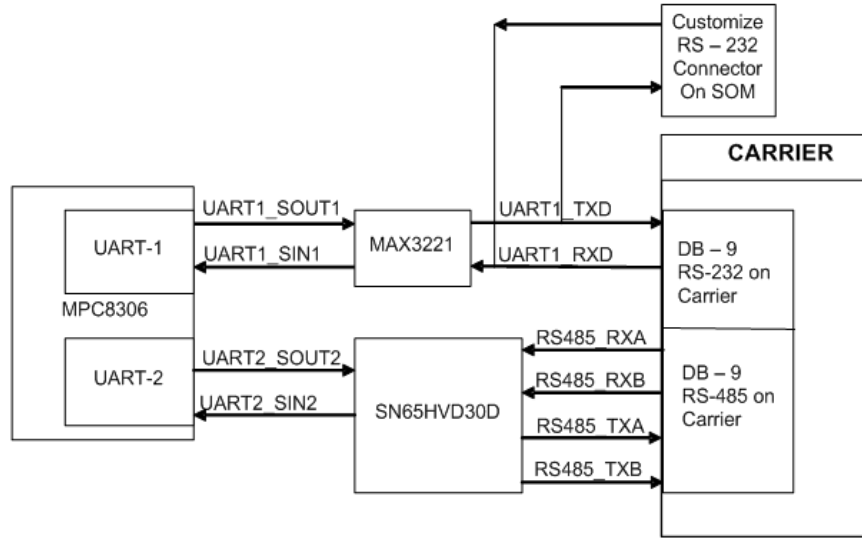 Customize
RS – 232
Connector
On SOM
CARRIER
UART1_SOUT1
UART1_TXD
UART-1
MAX3221
UART1_SIN1
UART1_RXD
DB – 9
RS-232 on
Carrier
MPC8306
RS485_RXA
UART2_SOUT2
UART-2
RS485_RXB
DB – 9
RS-485 on
Carrier
UART2_SIN2
SN65HVD30D
RS485_TXA
RS485_TXB